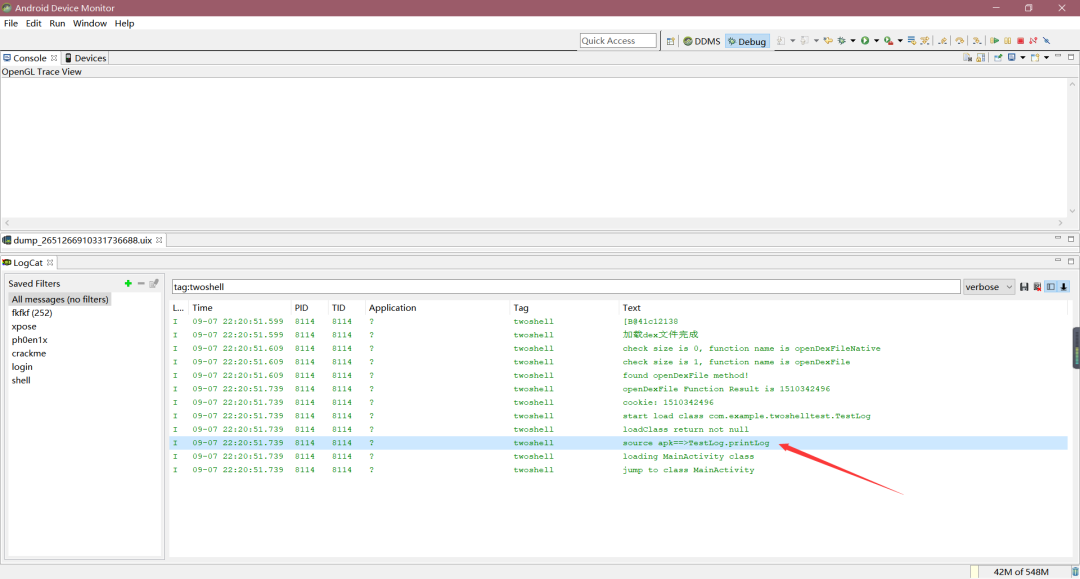 Android Device Monitor
File Edit Run Window Help
Quick Access DDMS Debug
Console Devices
OpenGL Trace View
dump_2651266910331736688.uix
LogCat
Saved Filters
All messages (no filters)
fkfkf (252)
xpose
ph0en1x
crackme
login
shell
tag:twoshell verbose
L... Time PID TID Application Tag Text
I 09-07 22:20:51.599 8114 8114 ? twoshell [B@41c12138
I 09-07 22:20:51.599 8114 8114 ? twoshell 加载dex文件完成
I 09-07 22:20:51.609 8114 8114 ? twoshell check size is 0, function name is openDexFileNative
I 09-07 22:20:51.609 8114 8114 ? twoshell check size is 1, function name is openDexFile
I 09-07 22:20:51.609 8114 8114 ? twoshell found openDexFile method!
I 09-07 22:20:51.739 8114 8114 ? twoshell openDexFile Function Result is 1510342496
I 09-07 22:20:51.739 8114 8114 ? twoshell cookie: 1510342496
I 09-07 22:20:51.739 8114 8114 ? twoshell start load class com.example.twoshelltest.TestLog
I 09-07 22:20:51.739 8114 8114 ? twoshell loadClass return not null
I 09-07 22:20:51.739 8114 8114 ? twoshell source apk==>TestLog.printLog
I 09-07 22:20:51.739 8114 8114 ? twoshell loading MainActivity class
I 09-07 22:20:51.739 8114 8114 ? twoshell jump to class MainActivity
42M of 548M